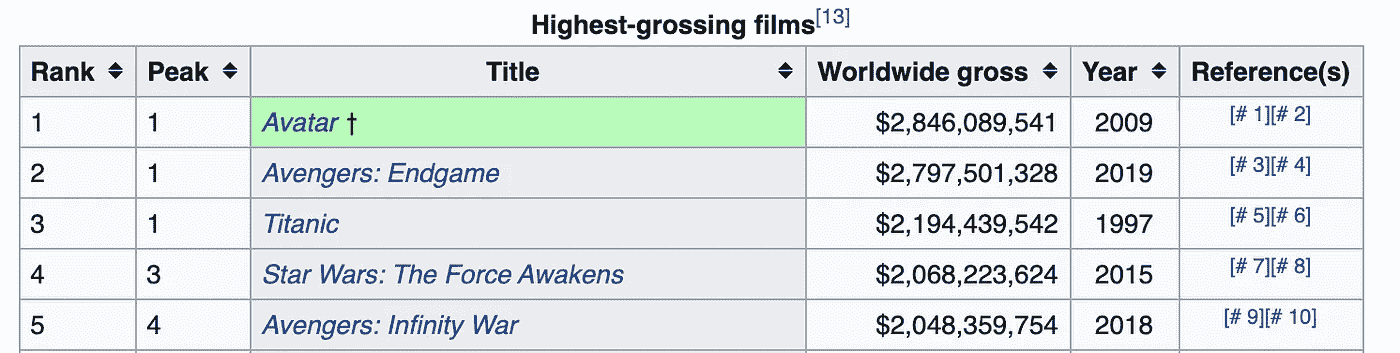 Highest-grossing films[13]
Rank Peak Title Worldwide gross Year Reference(s)
1 1 Avatar † $2,846,089,541 2009 [# 1][# 2]
2 1 Avengers: Endgame $2,797,501,328 2019 [# 3][# 4]
3 1 Titanic $2,194,439,542 1997 [# 5][# 6]
4 3 Star Wars: The Force Awakens $2,068,223,624 2015 [# 7][# 8]
5 4 Avengers: Infinity War $2,048,359,754 2018 [# 9][# 10]